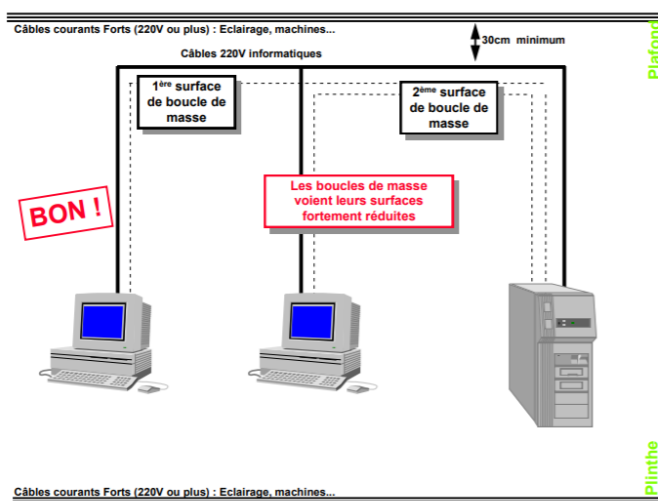 Câbles courants Forts (220V ou plus) : Eclairage, machines...
30cm minimum
Plafond
Câbles 220V informatiques
1ère surface
de boucle de
masse
2ème surface
de boucle de
masse
BON !
Les boucles de masse
voient leurs surfaces
fortement réduites
Plinthe
Câbles courants Forts (220V ou plus) : Eclairage, machines...